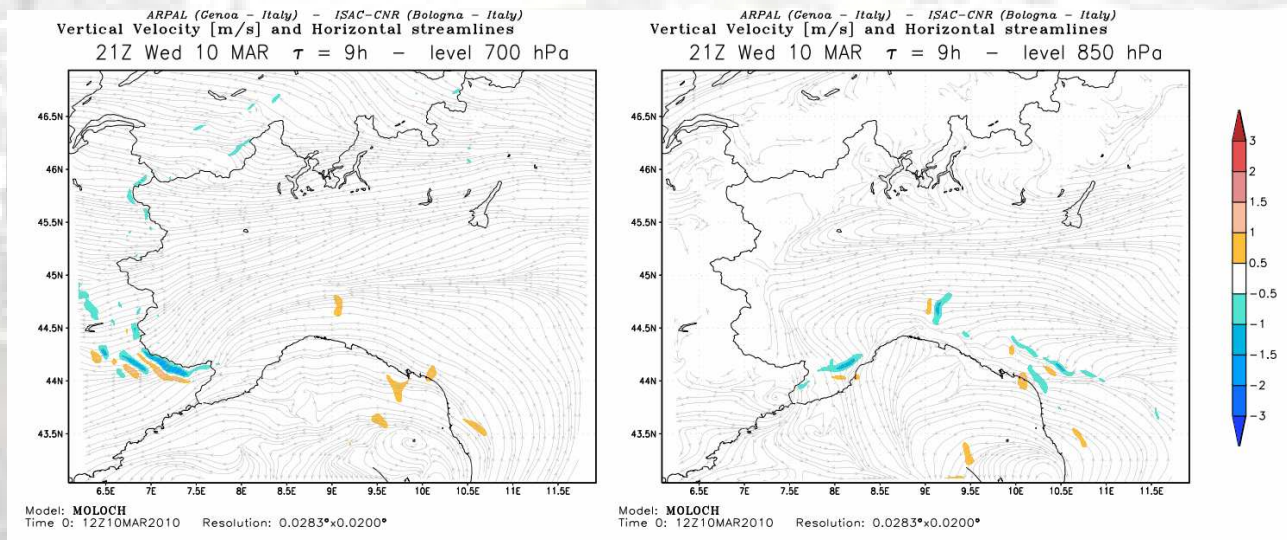 ARPAL (Genoa – Italy) – ISAC–CNR (Bologna – Italy)
Vertical Velocity [m/s] and Horizontal streamlines
21Z Wed 10 MAR τ = 9h – level 700 hPa
46.5N
46N
45.5N
45N
44.5N
44N
43.5N
6.5E 7E 7.5E 8E 8.5E 9E 9.5E 10E 10.5E 11E 11.5E
Model: MOLOCH
Time 0: 12Z10MAR2010 Resolution: 0.0283°x0.0200°
ARPAL (Genoa – Italy) – ISAC–CNR (Bologna – Italy)
Vertical Velocity [m/s] and Horizontal streamlines
21Z Wed 10 MAR τ = 9h – level 850 hPa
46.5N
46N
45.5N
45N
44.5N
44N
43.5N
6.5E 7E 7.5E 8E 8.5E 9E 9.5E 10E 10.5E 11E 11.5E
Model: MOLOCH
Time 0: 12Z10MAR2010 Resolution: 0.0283°x0.0200°
3
2
1.5
1
0.5
−0.5
−1
−1.5
−2
−3